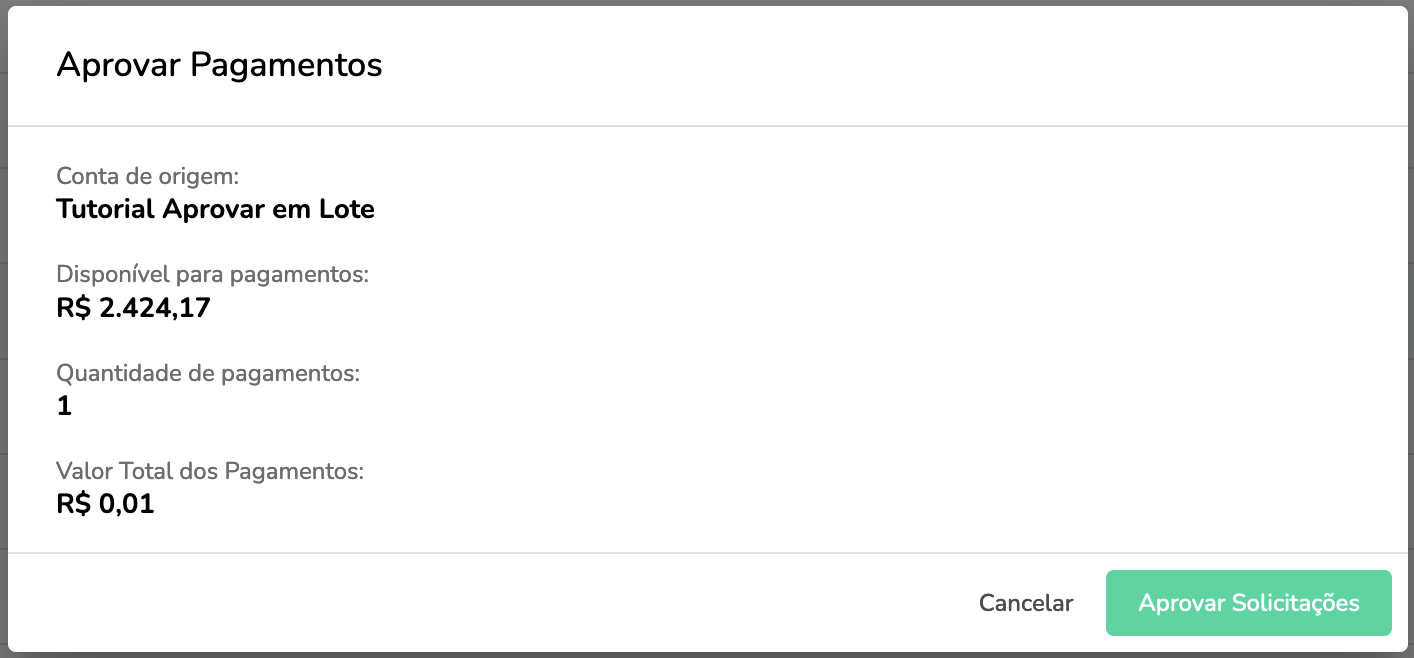 Aprovar Pagamentos
Conta de origem:
Tutorial Aprovar em Lote
Disponível para pagamentos:
R$ 2.424,17
Quantidade de pagamentos:
1
Valor Total dos Pagamentos:
R$ 0,01
Cancelar
Aprovar Solicitações